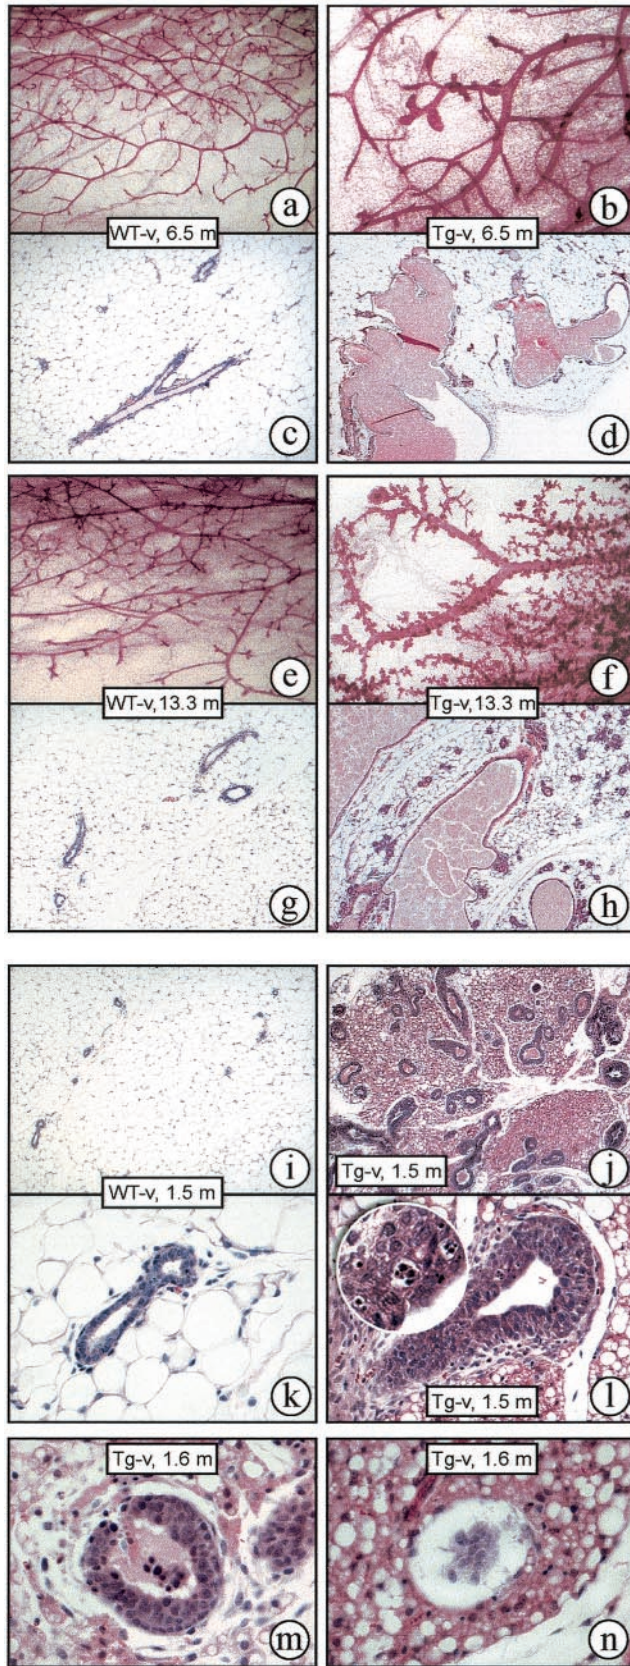 a b
WT-v, 6.5 m Tg-v, 6.5 m
c d
e f
WT-v, 13.3 m Tg-v, 13.3 m
g h
i j
WT-v, 1.5 m Tg-v, 1.5 m
k l
Tg-v, 1.5 m
Tg-v, 1.6 m Tg-v, 1.6 m
m n